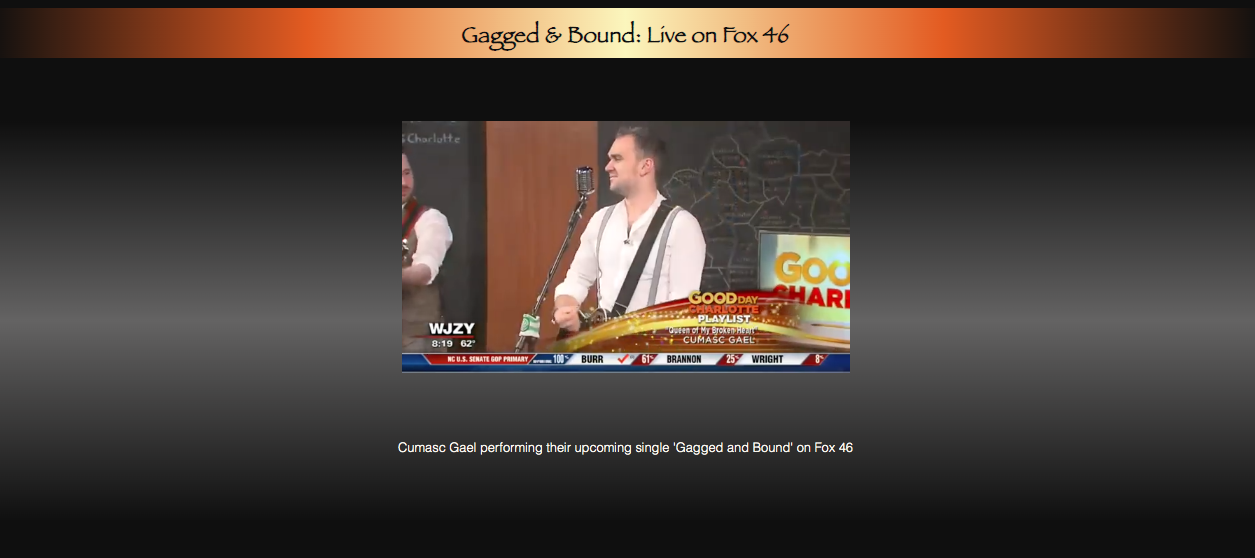 Gagged & Bound: Live on Fox 46
Charlotte
GOO
CHAR
GOOD DAY
CHARLOTTE
PLAYLIST
"Queen of My Broken Heart"
CUMASC GAEL
WJZY
8:19 62°
NC U.S. SENATE GOP PRIMARY 100% BURR 61% BRANNON 25% WRIGHT 8%
Cumasc Gael performing their upcoming single 'Gagged and Bound' on Fox 46